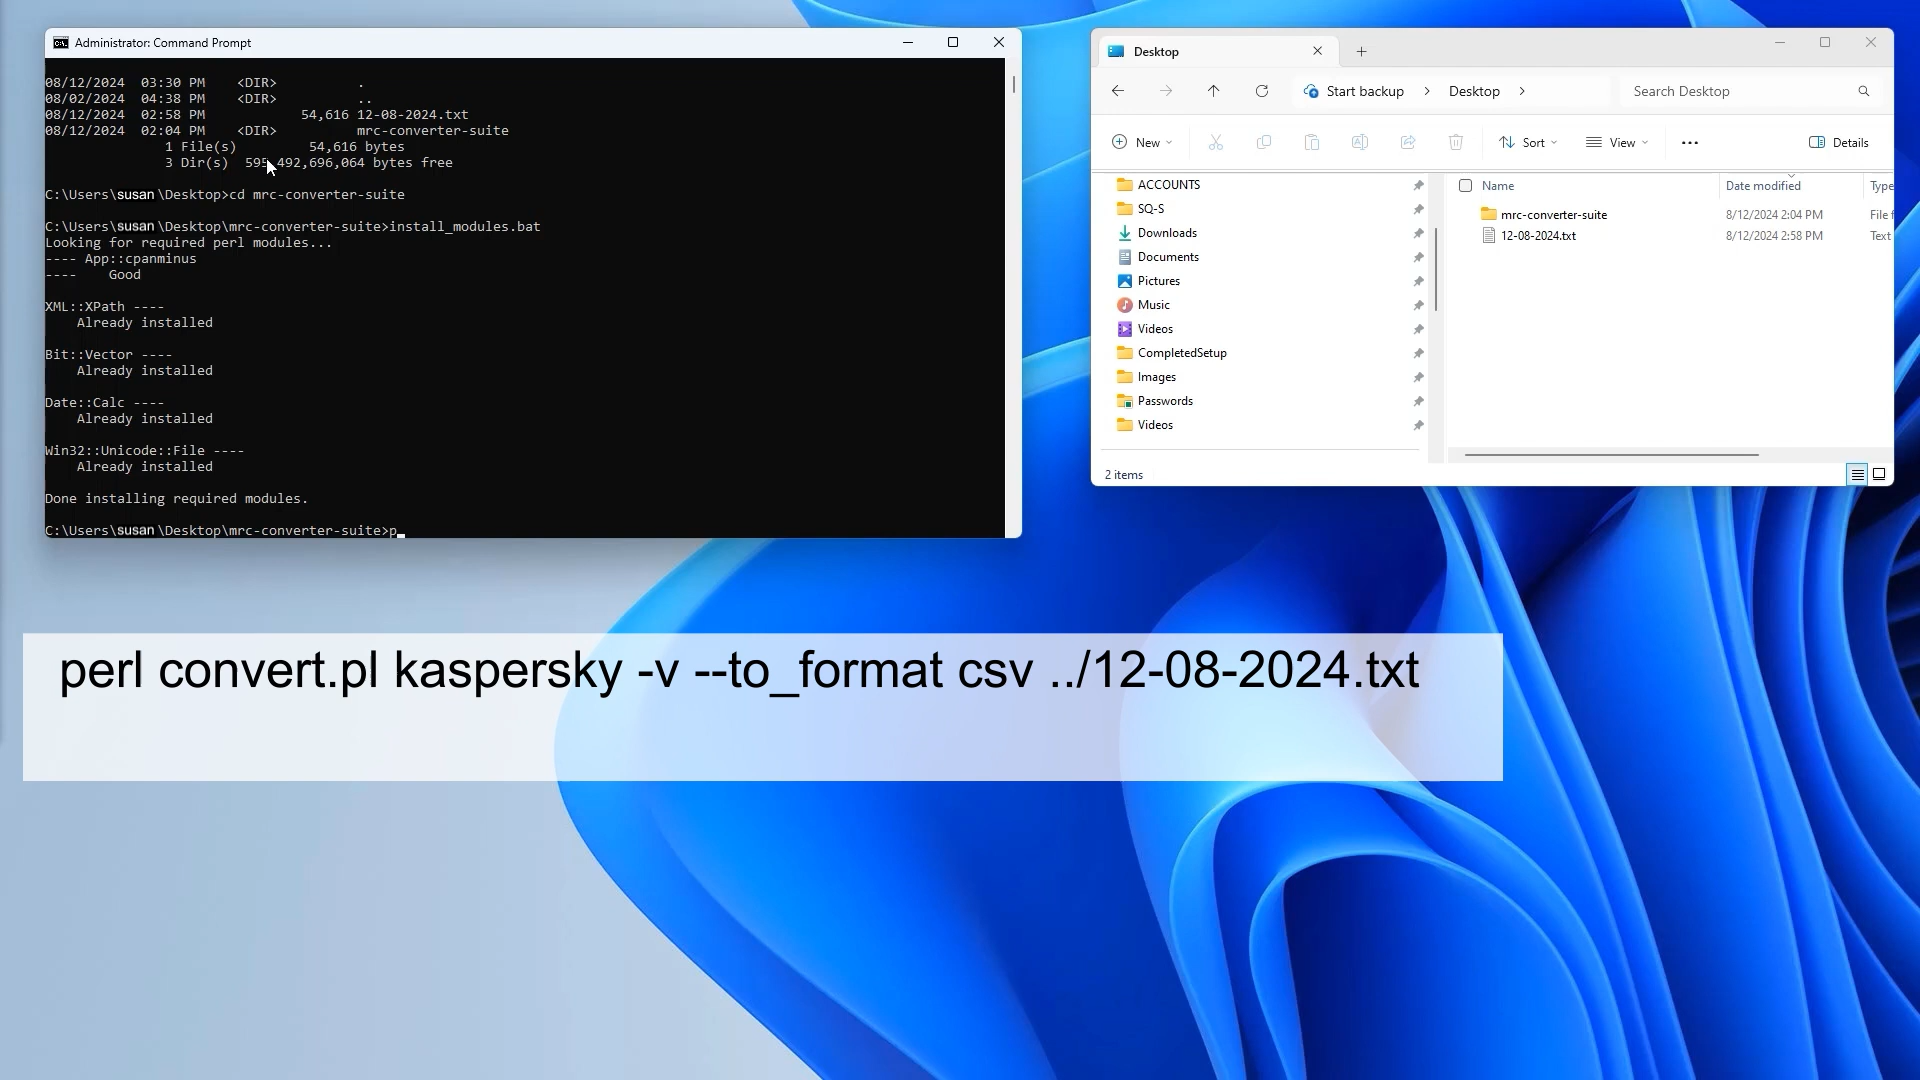 Administrator: Command Prompt
08/12/2024  03:30 PM    <DIR>          .
08/02/2024  04:38 PM    <DIR>          ..
08/12/2024  02:58 PM            54,616 12-08-2024.txt
08/12/2024  02:04 PM    <DIR>          mrc-converter-suite
               1 File(s)         54,616 bytes
               3 Dir(s)  595,492,696,064 bytes free
C:\Users\susan\Desktop>cd mrc-converter-suite
C:\Users\susan\Desktop\mrc-converter-suite>install_modules.bat
Looking for required perl modules...
---- App::cpanminus
----    Good
XML::XPath ----
    Already installed
Bit::Vector ----
    Already installed
Date::Calc ----
    Already installed
Win32::Unicode::File ----
    Already installed
Done installing required modules.
C:\Users\susan\Desktop\mrc-converter-suite>p_
Desktop
Start backup > Desktop >
Search Desktop
New
Sort
View
Details
ACCOUNTS
SQ-S
Downloads
Documents
Pictures
Music
Videos
CompletedSetup
Images
Passwords
Videos
Name Date modified Type
mrc-converter-suite 8/12/2024 2:04 PM File f
12-08-2024.txt 8/12/2024 2:58 PM Text
2 items
perl convert.pl kaspersky -v --to_format csv ../12-08-2024.txt